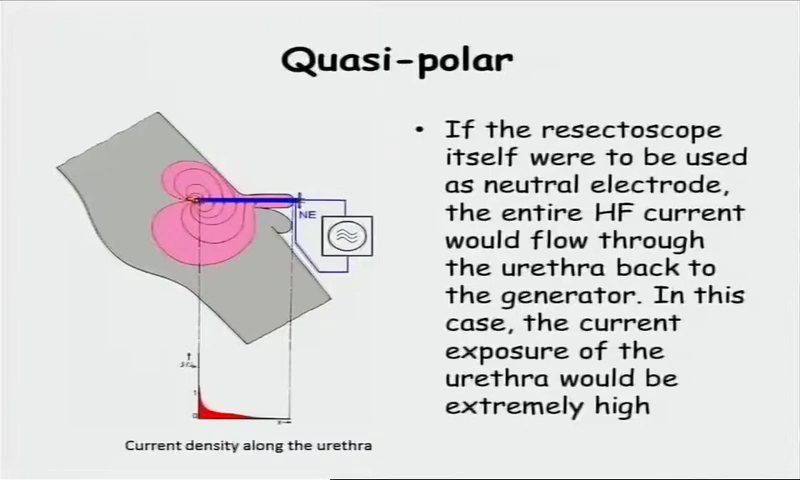 Quasi-polar
• If the resectoscope
itself were to be used
as neutral electrode,
the entire HF current
would flow through
the urethra back to
the generator. In this
case, the current
exposure of the
urethra would be
extremely high
NE
1
0
x
Current density along the urethra